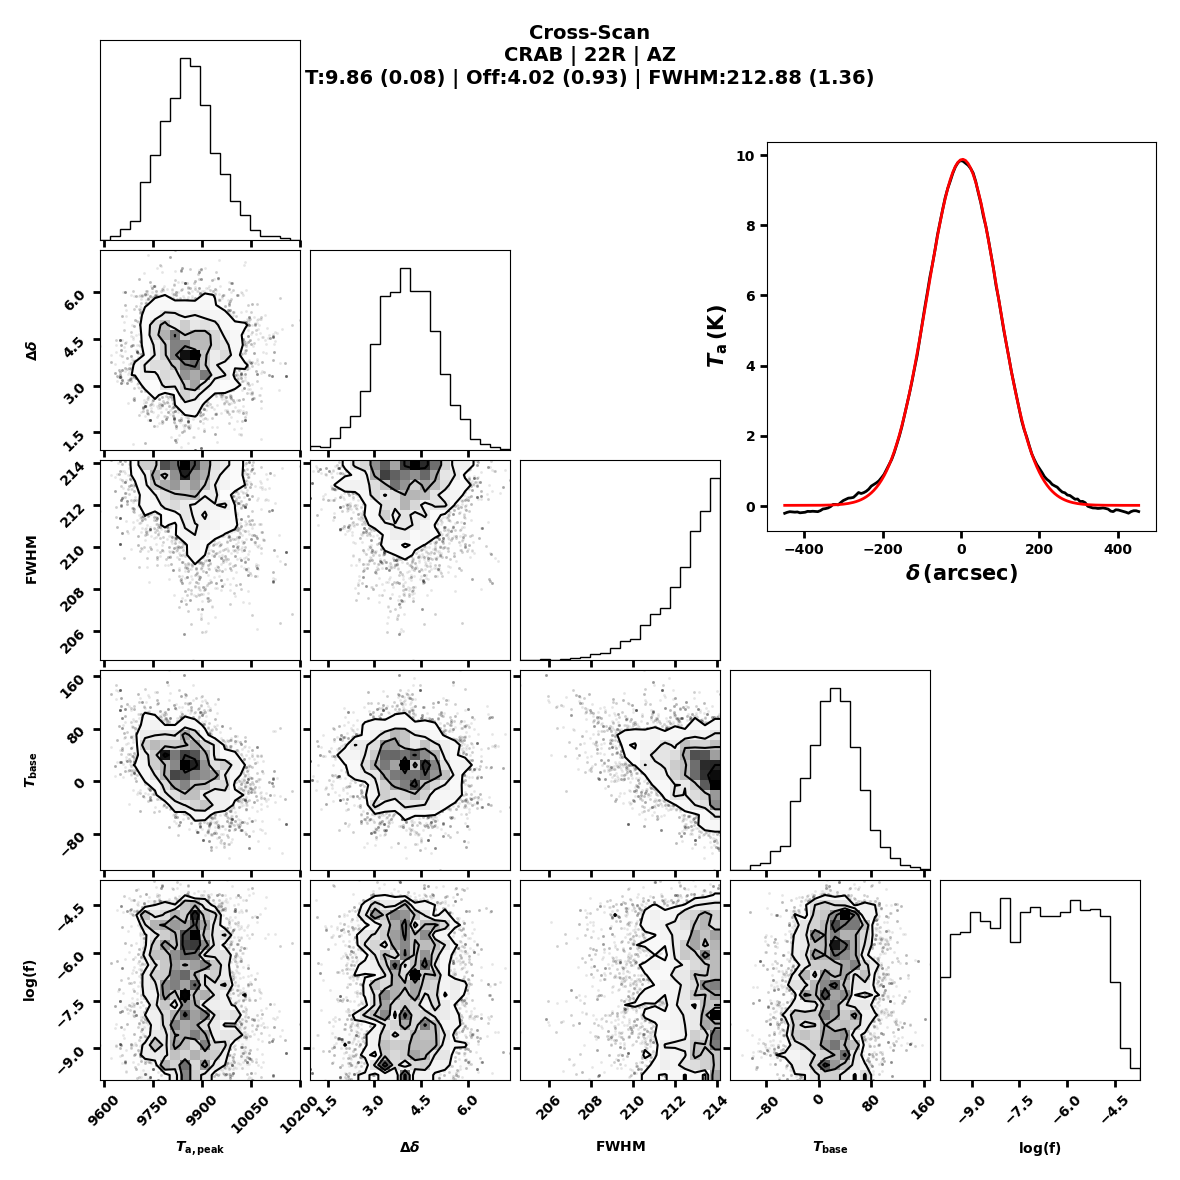 Cross-Scan
CRAB | 22R | AZ
T:9.86 (0.08) | Off:4.02 (0.93) | FWHM:212.88 (1.36)
10
8
6
4
2
0
T_a (K)
−400 −200 0 200 400
δ (arcsec)
6.0
4.5
3.0
1.5
Δδ
214
212
210
208
206
FWHM
160
80
0
−80
T_base
−4.5
−6.0
−7.5
−9.0
log(f)
9600 9750 9900 10050 10200
1.5 3.0 4.5 6.0
206 208 210 212 214
−80 0 80 160
−9.0 −7.5 −6.0 −4.5
T_a,peak
Δδ
FWHM
T_base
log(f)